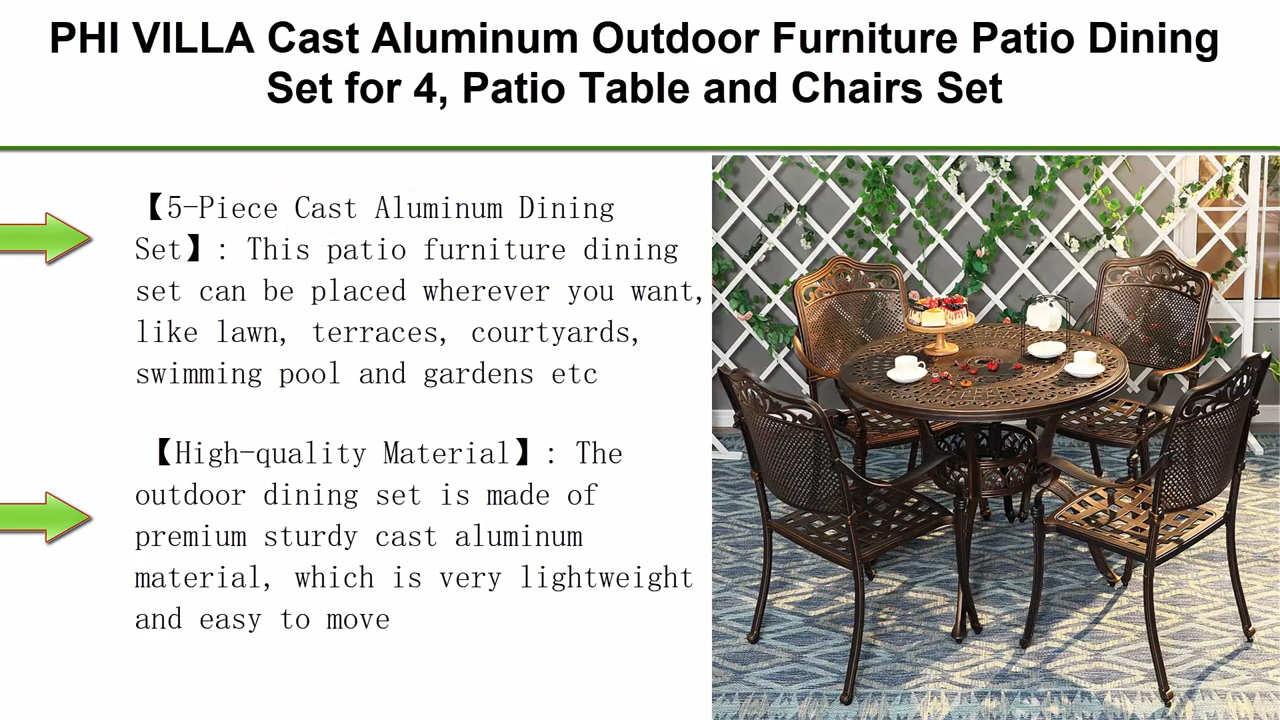 PHI VILLA Cast Aluminum Outdoor Furniture Patio Dining
Set for 4, Patio Table and Chairs Set
【5-Piece Cast Aluminum Dining
Set】: This patio furniture dining
set can be placed wherever you want,
like lawn, terraces, courtyards,
swimming pool and gardens etc
【High-quality Material】: The
outdoor dining set is made of
premium sturdy cast aluminum
material, which is very lightweight
and easy to move